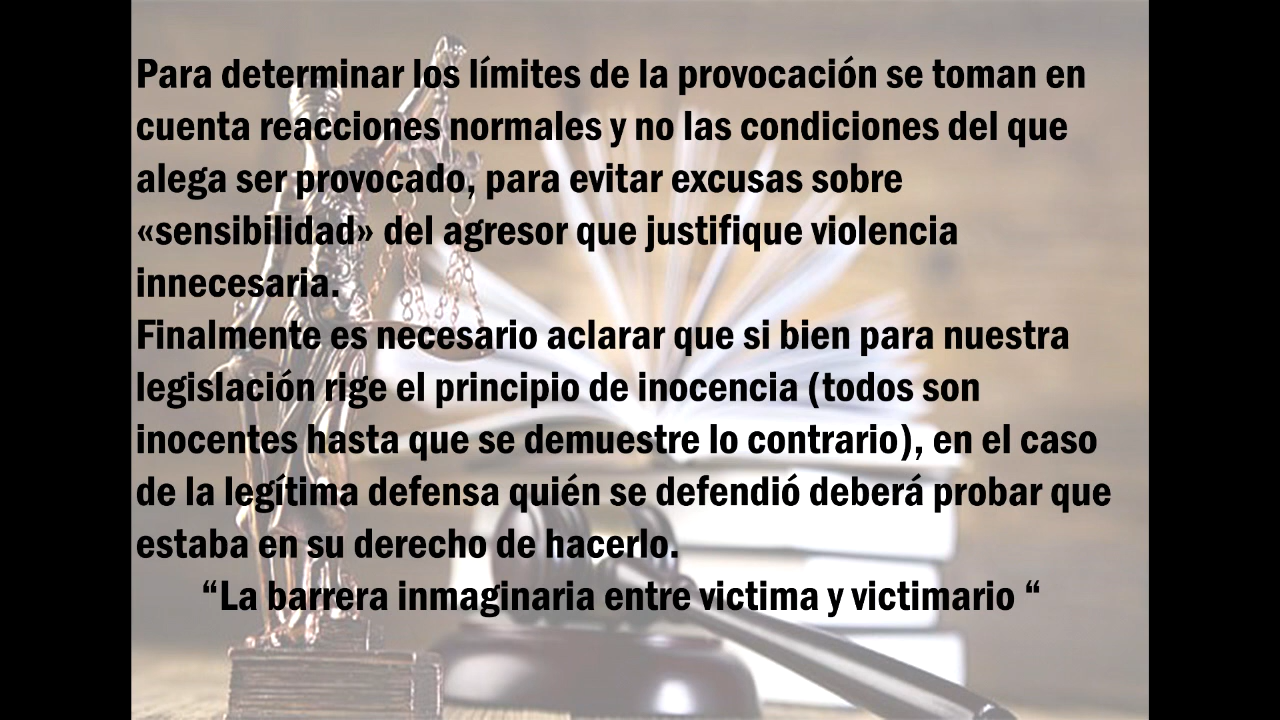 Para determinar los límites de la provocación se toman en
cuenta reacciones normales y no las condiciones del que
alega ser provocado, para evitar excusas sobre
«sensibilidad» del agresor que justifique violencia
innecesaria.
Finalmente es necesario aclarar que si bien para nuestra
legislación rige el principio de inocencia (todos son
inocentes hasta que se demuestre lo contrario), en el caso
de la legítima defensa quién se defendió deberá probar que
estaba en su derecho de hacerlo.
“La barrera inmaginaria entre victima y victimario “